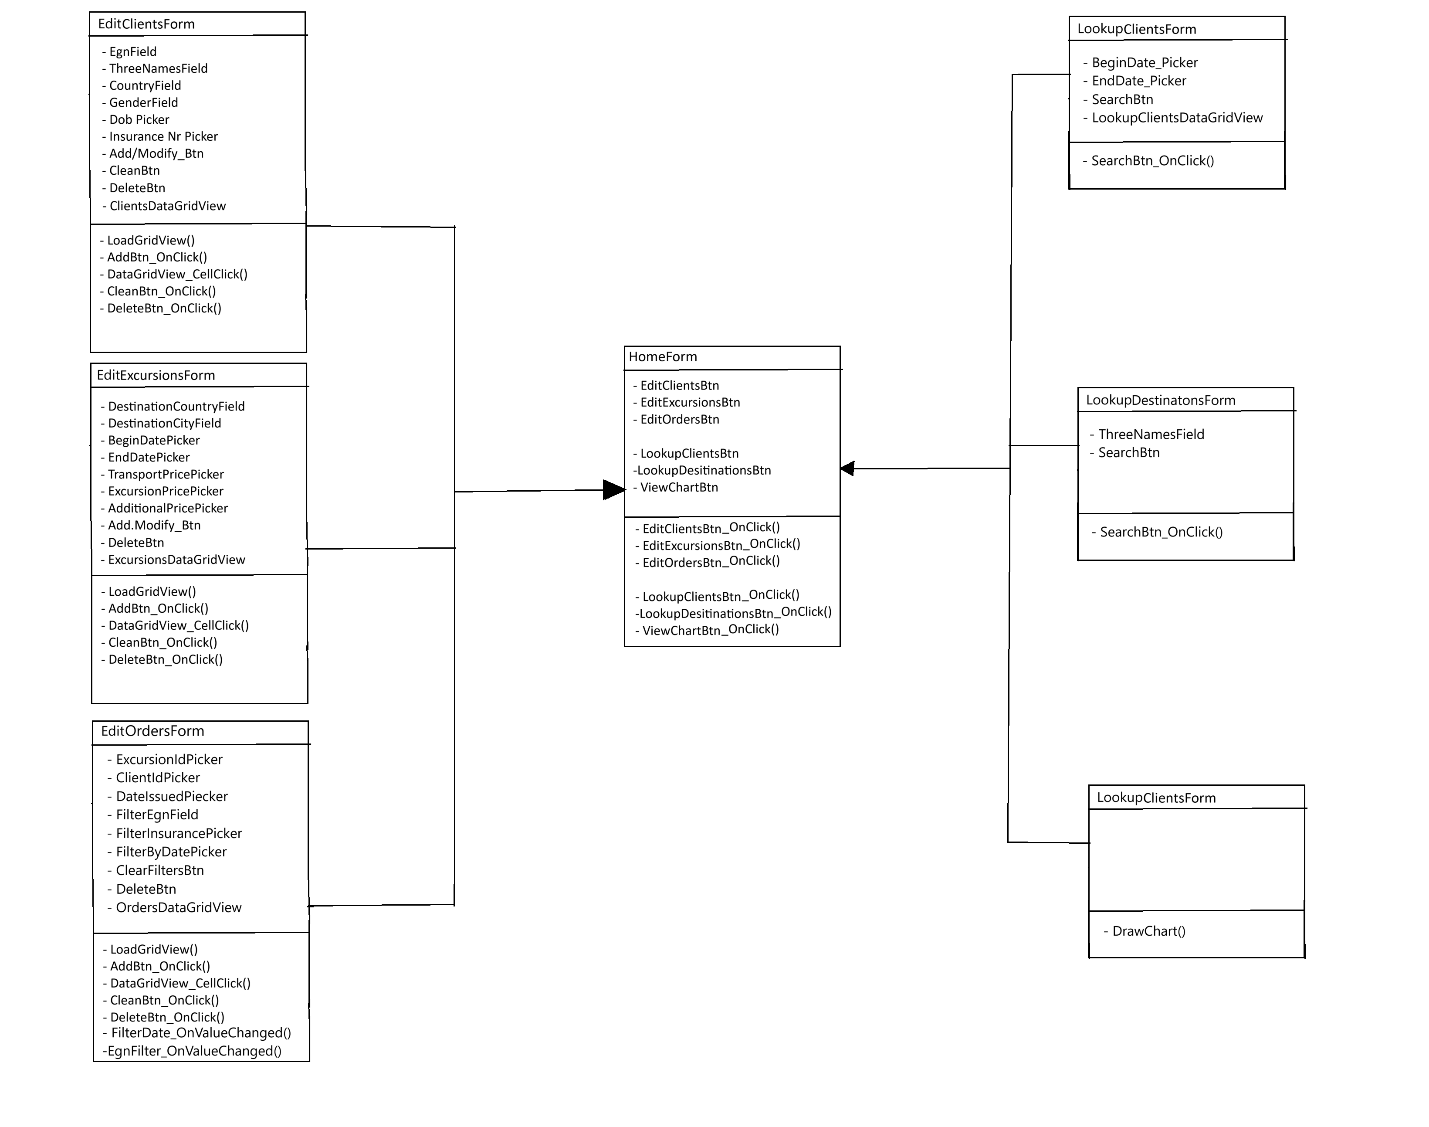 EditClientsForm
- EgnField
- ThreeNamesField
- CountryField
- GenderField
- Dob Picker
- Insurance Nr Picker
- Add/Modify_Btn
- CleanBtn
- DeleteBtn
- ClientsDataGridView
- LoadGridView()
- AddBtn_OnClick()
- DataGridView_CellClick()
- CleanBtn_OnClick()
- DeleteBtn_OnClick()
EditExcursionsForm
- DestinationCountryField
- DestinationCityField
- BeginDatePicker
- EndDatePicker
- TransportPricePicker
- ExcursionPricePicker
- AdditionalPricePicker
- Add.Modify_Btn
- DeleteBtn
- ExcursionsDataGridView
- LoadGridView()
- AddBtn_OnClick()
- DataGridView_CellClick()
- CleanBtn_OnClick()
- DeleteBtn_OnClick()
EditOrdersForm
- ExcursionIdPicker
- ClientIdPicker
- DateIssuedPiecker
- FilterEgnField
- FilterInsurancePicker
- FilterByDatePicker
- ClearFiltersBtn
- DeleteBtn
- OrdersDataGridView
- LoadGridView()
- AddBtn_OnClick()
- DataGridView_CellClick()
- CleanBtn_OnClick()
- DeleteBtn_OnClick()
- FilterDate_OnValueChanged()
-EgnFilter_OnValueChanged()
HomeForm
- EditClientsBtn
- EditExcursionsBtn
- EditOrdersBtn
- LookupClientsBtn
-LookupDesitinationsBtn
- ViewChartBtn
- EditClientsBtn_OnClick()
- EditExcursionsBtn_OnClick()
- EditOrdersBtn_OnClick()
- LookupClientsBtn_OnClick()
-LookupDesitinationsBtn_OnClick()
- ViewChartBtn_OnClick()
LookupClientsForm
- BeginDate_Picker
- EndDate_Picker
- SearchBtn
- LookupClientsDataGridView
- SearchBtn_OnClick()
LookupDestinatonsForm
- ThreeNamesField
- SearchBtn
- SearchBtn_OnClick()
LookupClientsForm
- DrawChart()